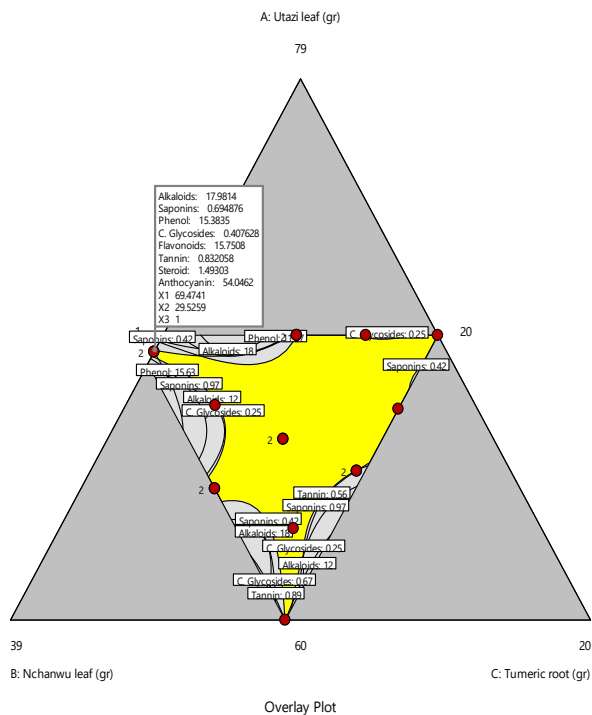 A: Utazi leaf (gr)
79
Alkaloids: 17.9814
Saponins: 0.694876
Phenol: 15.3835
C. Glycosides: 0.407628
Flavonoids: 15.7508
Tannin: 0.832058
Steroid: 1.49303
Anthocyanin: 54.0462
X1 69.4741
X2 29.5259
X3 1
1
20
Saponins: 0.42
Phenol:
C. Glycosides: 0.25
2
Alkaloids: 18
Saponins: 0.42
Phenol: 15.63
Saponins: 0.97
Alkaloids: 12
C. Glycosides: 0.25
2
2
2
Tannin: 0.56
Saponins: 0.97
Saponins: 0.42
Alkaloids: 18
C. Glycosides: 0.25
Alkaloids: 12
C. Glycosides: 0.67
Tannin: 0.89
39
60
20
B: Nchanwu leaf (gr)
C: Tumeric root (gr)
Overlay Plot